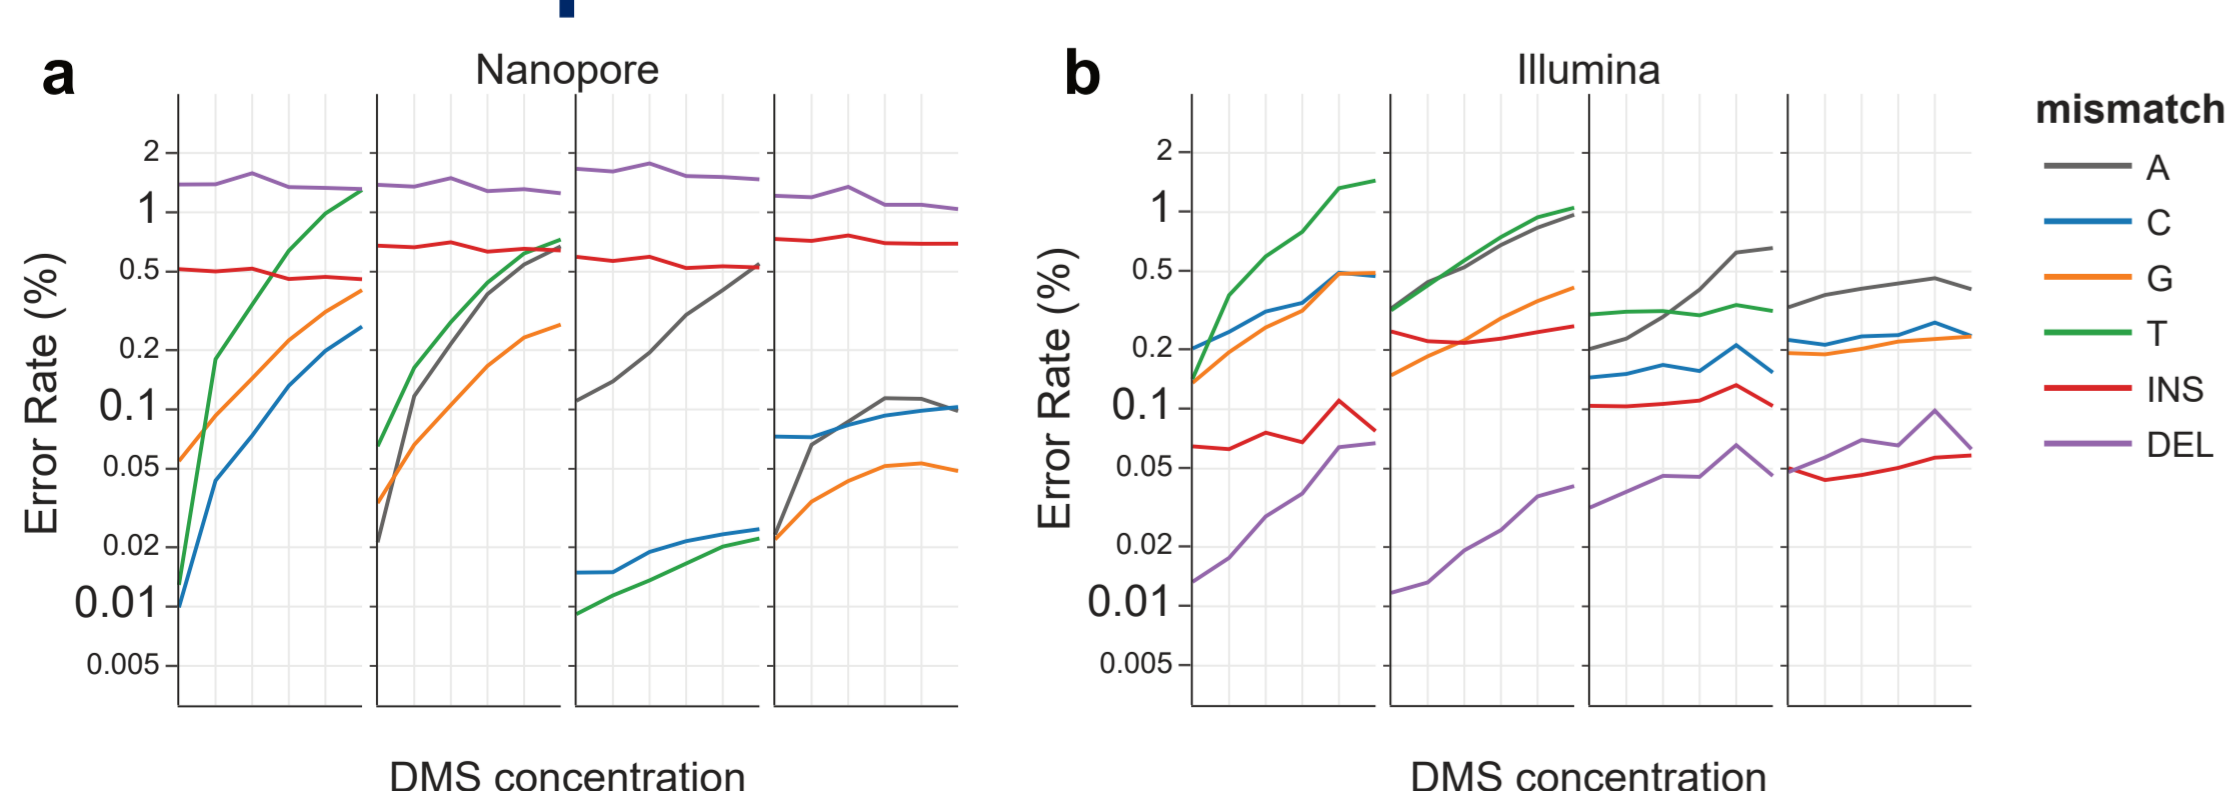 a
Nanopore
Error Rate (%)
2
1
0.5
0.2
0.1
0.05
0.02
0.01
0.005
DMS concentration
b
Illumina
Error Rate (%)
2
1
0.5
0.2
0.1
0.05
0.02
0.01
0.005
DMS concentration
mismatch
A
C
G
T
INS
DEL